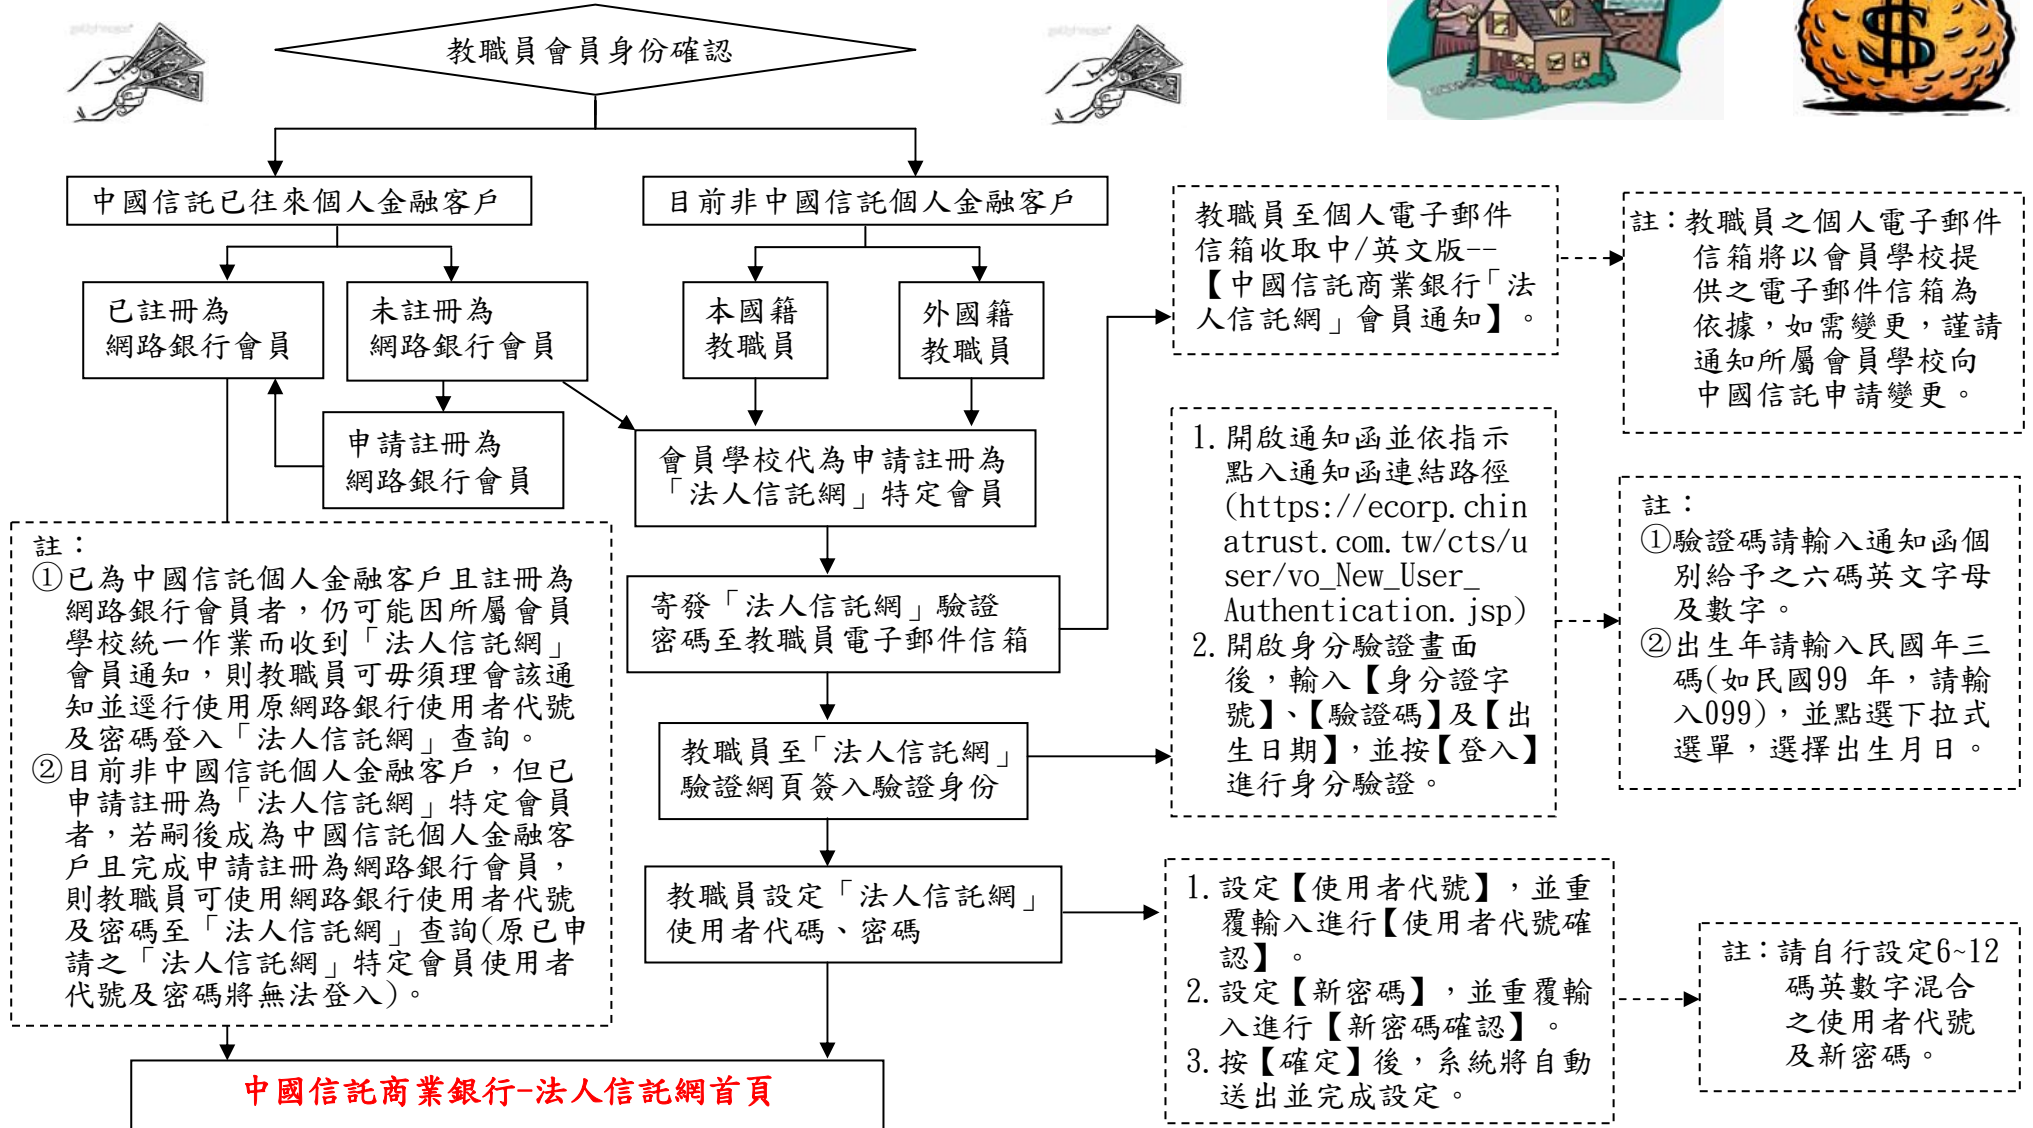 教職員會員身份確認
中國信託已往來個人金融客戶
目前非中國信託個人金融客戶
已註冊為
網路銀行會員
未註冊為
網路銀行會員
本國籍
教職員
外國籍
教職員
申請註冊為
網路銀行會員
會員學校代為申請註冊為
「法人信託網」特定會員
寄發「法人信託網」驗證
密碼至教職員電子郵件信箱
教職員至「法人信託網」
驗證網頁簽入驗證身份
教職員設定「法人信託網」
使用者代碼、密碼
註：
①已為中國信託個人金融客戶且註冊為
網路銀行會員者，仍可能因所屬會員
學校統一作業而收到「法人信託網」
會員通知，則教職員可毋須理會該通
知並逕行使用原網路銀行使用者代號
及密碼登入「法人信託網」查詢。
②目前非中國信託個人金融客戶，但已
申請註冊為「法人信託網」特定會員
者，若嗣後成為中國信託個人金融客
戶且完成申請註冊為網路銀行會員，
則教職員可使用網路銀行使用者代號
及密碼至「法人信託網」查詢(原已申
請之「法人信託網」特定會員使用者
代號及密碼將無法登入)。
中國信託商業銀行-法人信託網首頁
教職員至個人電子郵件
信箱收取中/英文版--
【中國信託商業銀行「法
人信託網」會員通知】。
註：教職員之個人電子郵件
信箱將以會員學校提
供之電子郵件信箱為
依據，如需變更，謹請
通知所屬會員學校向
中國信託申請變更。
1.開啟通知函並依指示
點入通知函連結路徑
(https://ecorp.chin
atrust.com.tw/cts/u
ser/vo_New_User_
Authentication.jsp)
2.開啟身分驗證畫面
後，輸入【身分證字
號】、【驗證碼】及【出
生日期】，並按【登入】
進行身分驗證。
註：
①驗證碼請輸入通知函個
別給予之六碼英文字母
及數字。
②出生年請輸入民國年三
碼(如民國99 年，請輸
入099)，並點選下拉式
選單，選擇出生月日。
1.設定【使用者代號】，並重
覆輸入進行【使用者代號確
認】。
2.設定【新密碼】，並重覆輸
入進行【新密碼確認】。
3.按【確定】後，系統將自動
送出並完成設定。
註：請自行設定6~12
碼英數字混合
之使用者代號
及新密碼。